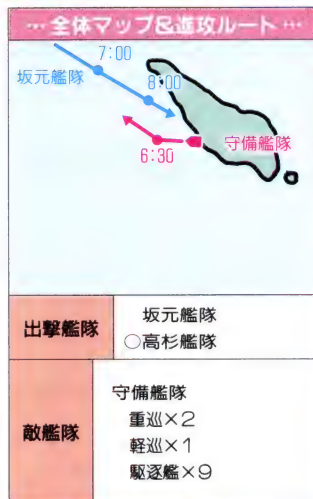 … 全体マップ&進攻ルート …
7:00
坂元艦隊
8:00
守備艦隊
6:30
出撃艦隊
坂元艦隊
○高杉艦隊
敵艦隊
守備艦隊
重巡×2
軽巡×1
駆逐艦×9